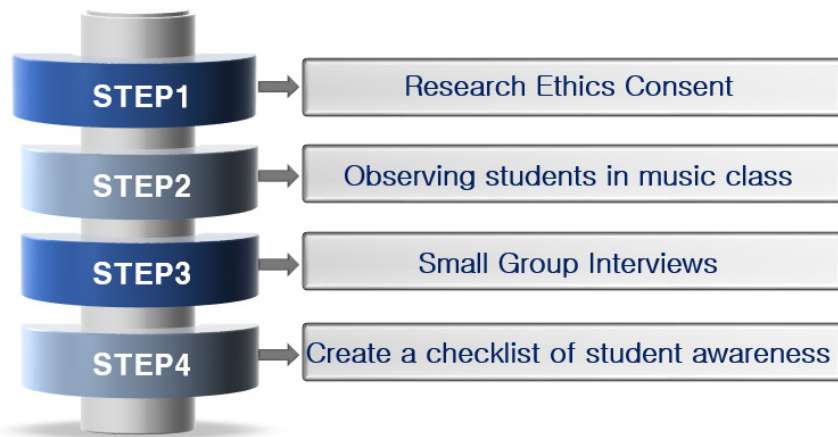 STEP1
Research Ethics Consent
STEP2
Observing students in music class
STEP3
Small Group Interviews
STEP4
Create a checklist of student awareness